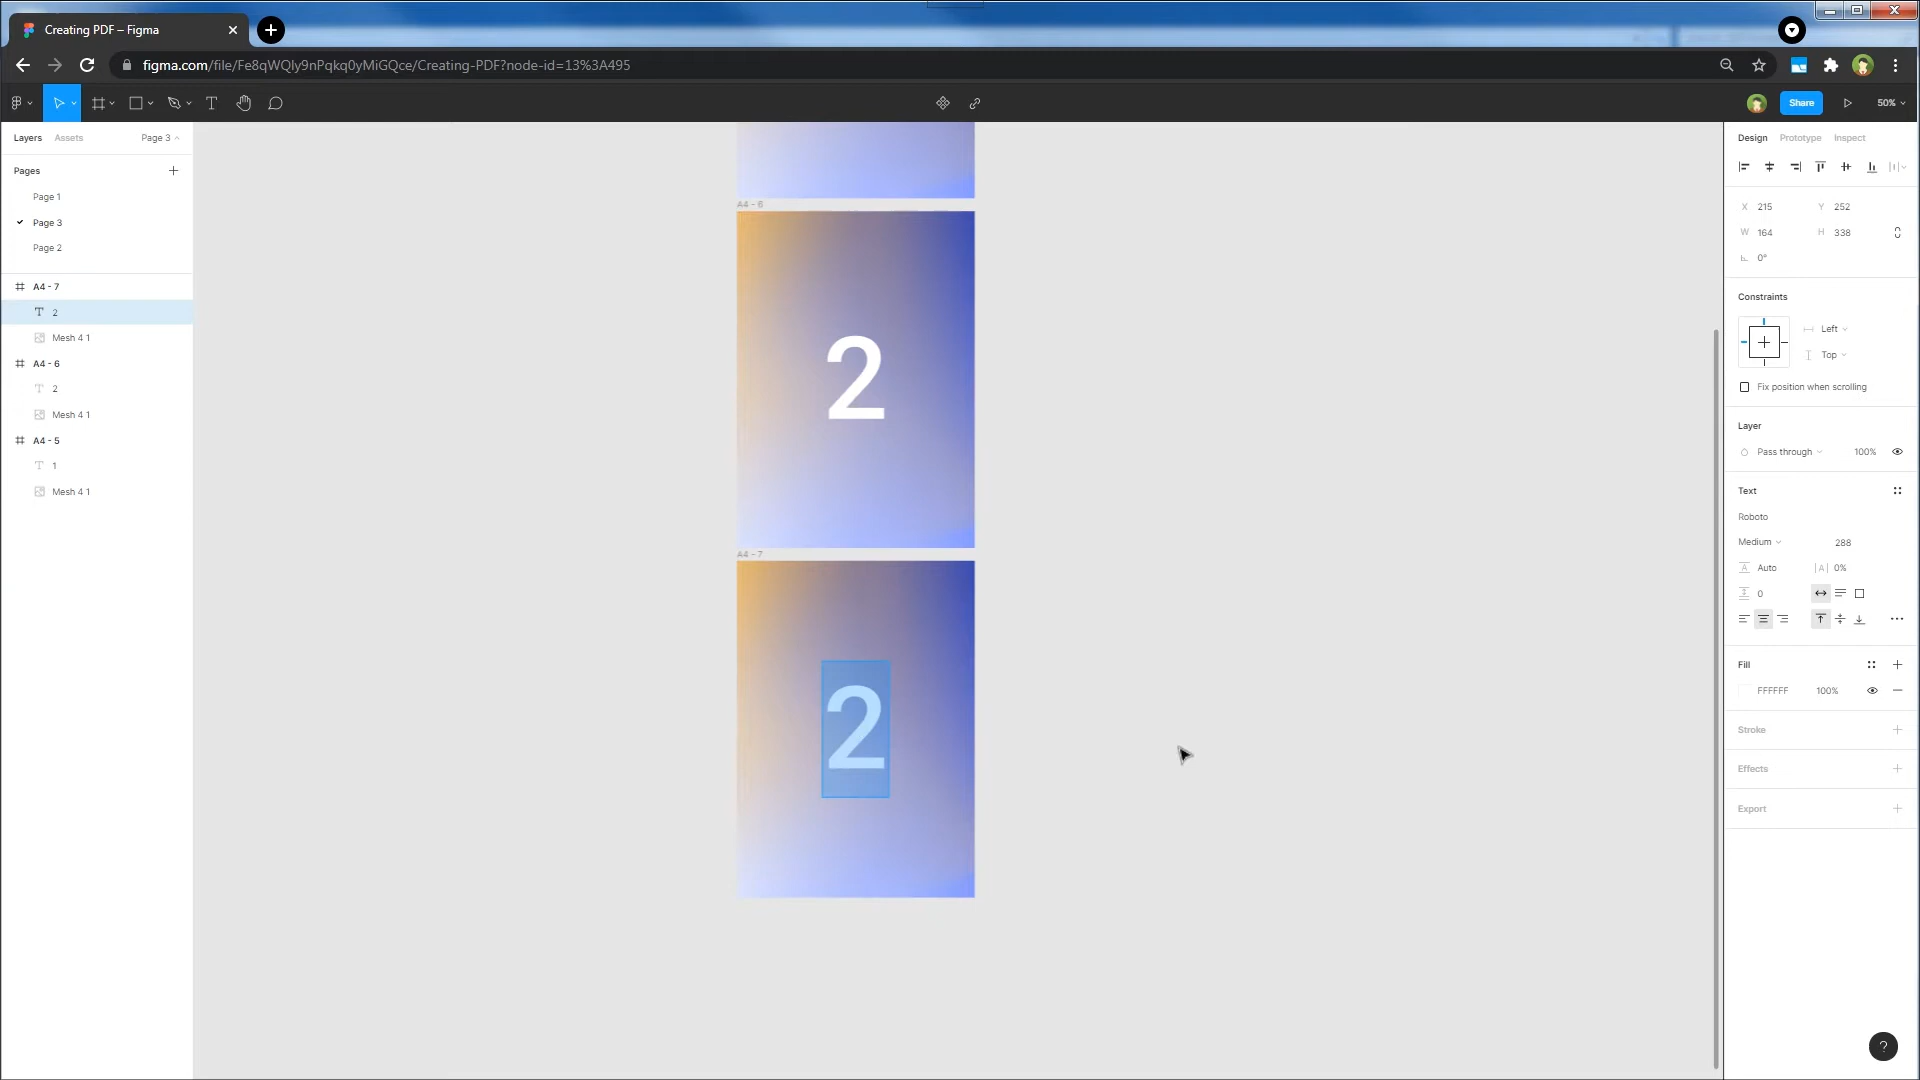 Creating PDF – Figma
figma.com/file/Fe8qWQly9nPqkq0yMiGQce/Creating-PDF?node-id=13%3A495
Share
50%
Layers
Assets
Page 3
Pages
Page 1
Page 3
Page 2
A4 - 7
2
Mesh 4 1
A4 - 6
2
Mesh 4 1
A4 - 5
1
Mesh 4 1
A4 - 6
2
A4 - 7
2
Design
Prototype
Inspect
X 215
Y 252
W 164
H 338
0°
Constraints
Left
Top
Fix position when scrolling
Layer
Pass through
100%
Text
Roboto
Medium
288
A Auto
|A| 0%
0
Fill
FFFFFF
100%
Stroke
Effects
Export
?